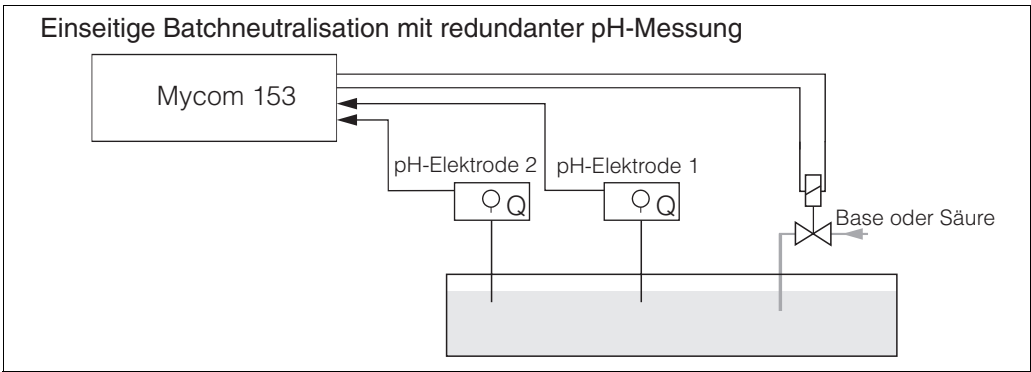 Einseitige Batchneutralisation mit redundanter pH-Messung
Mycom 153
pH-Elektrode 2
pH-Elektrode 1
Q
Q
Base oder Säure